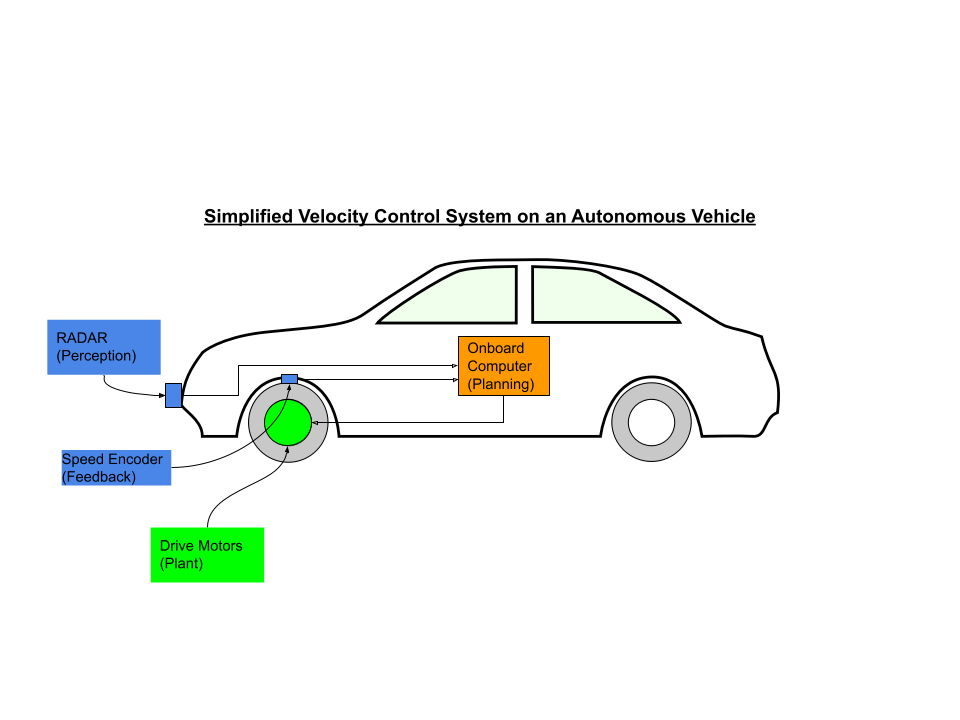 Simplified Velocity Control System on an Autonomous Vehicle
RADAR
(Perception)
Onboard
Computer
(Planning)
Speed Encoder
(Feedback)
Drive Motors
(Plant)